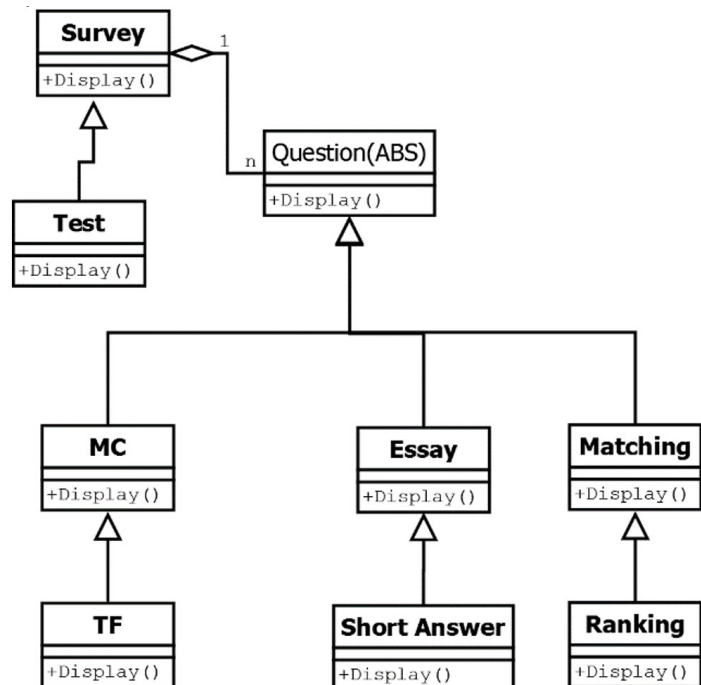 Survey
+Display()
1
Question(ABS)
+Display()
n
Test
+Display()
MC
+Display()
Essay
+Display()
Matching
+Display()
TF
+Display()
Short Answer
+Display()
Ranking
+Display()